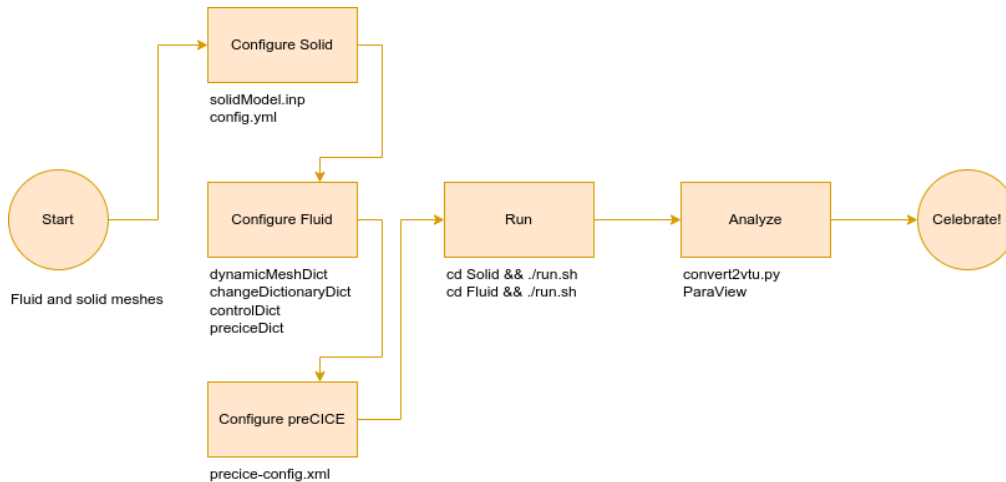 Configure Solid
solidModel.inp
config.yml
Start
Fluid and solid meshes
Configure Fluid
dynamicMeshDict
changeDictionaryDict
controlDict
preciceDict
Configure preCICE
precice-config.xml
Run
cd Solid && ./run.sh
cd Fluid && ./run.sh
Analyze
convert2vtu.py
ParaView
Celebrate!